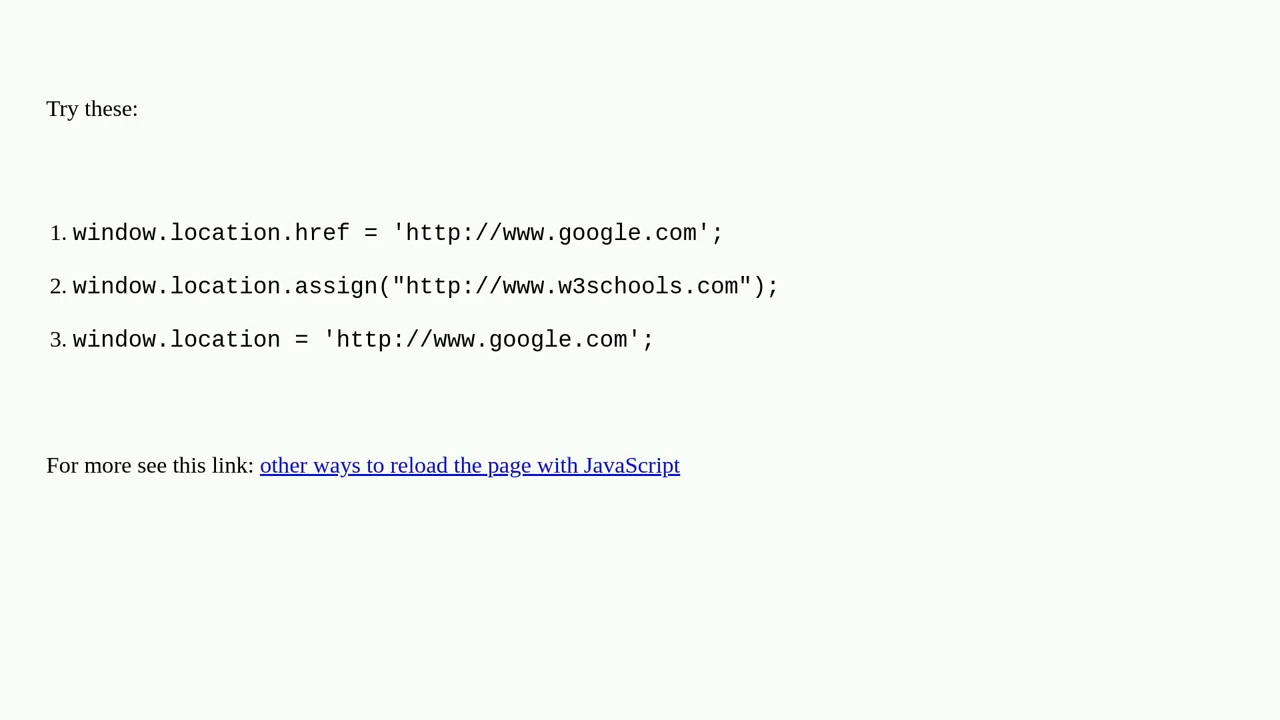 Try these:
1. window.location.href = 'http://www.google.com';
2. window.location.assign("http://www.w3schools.com");
3. window.location = 'http://www.google.com';
For more see this link: other ways to reload the page with JavaScript